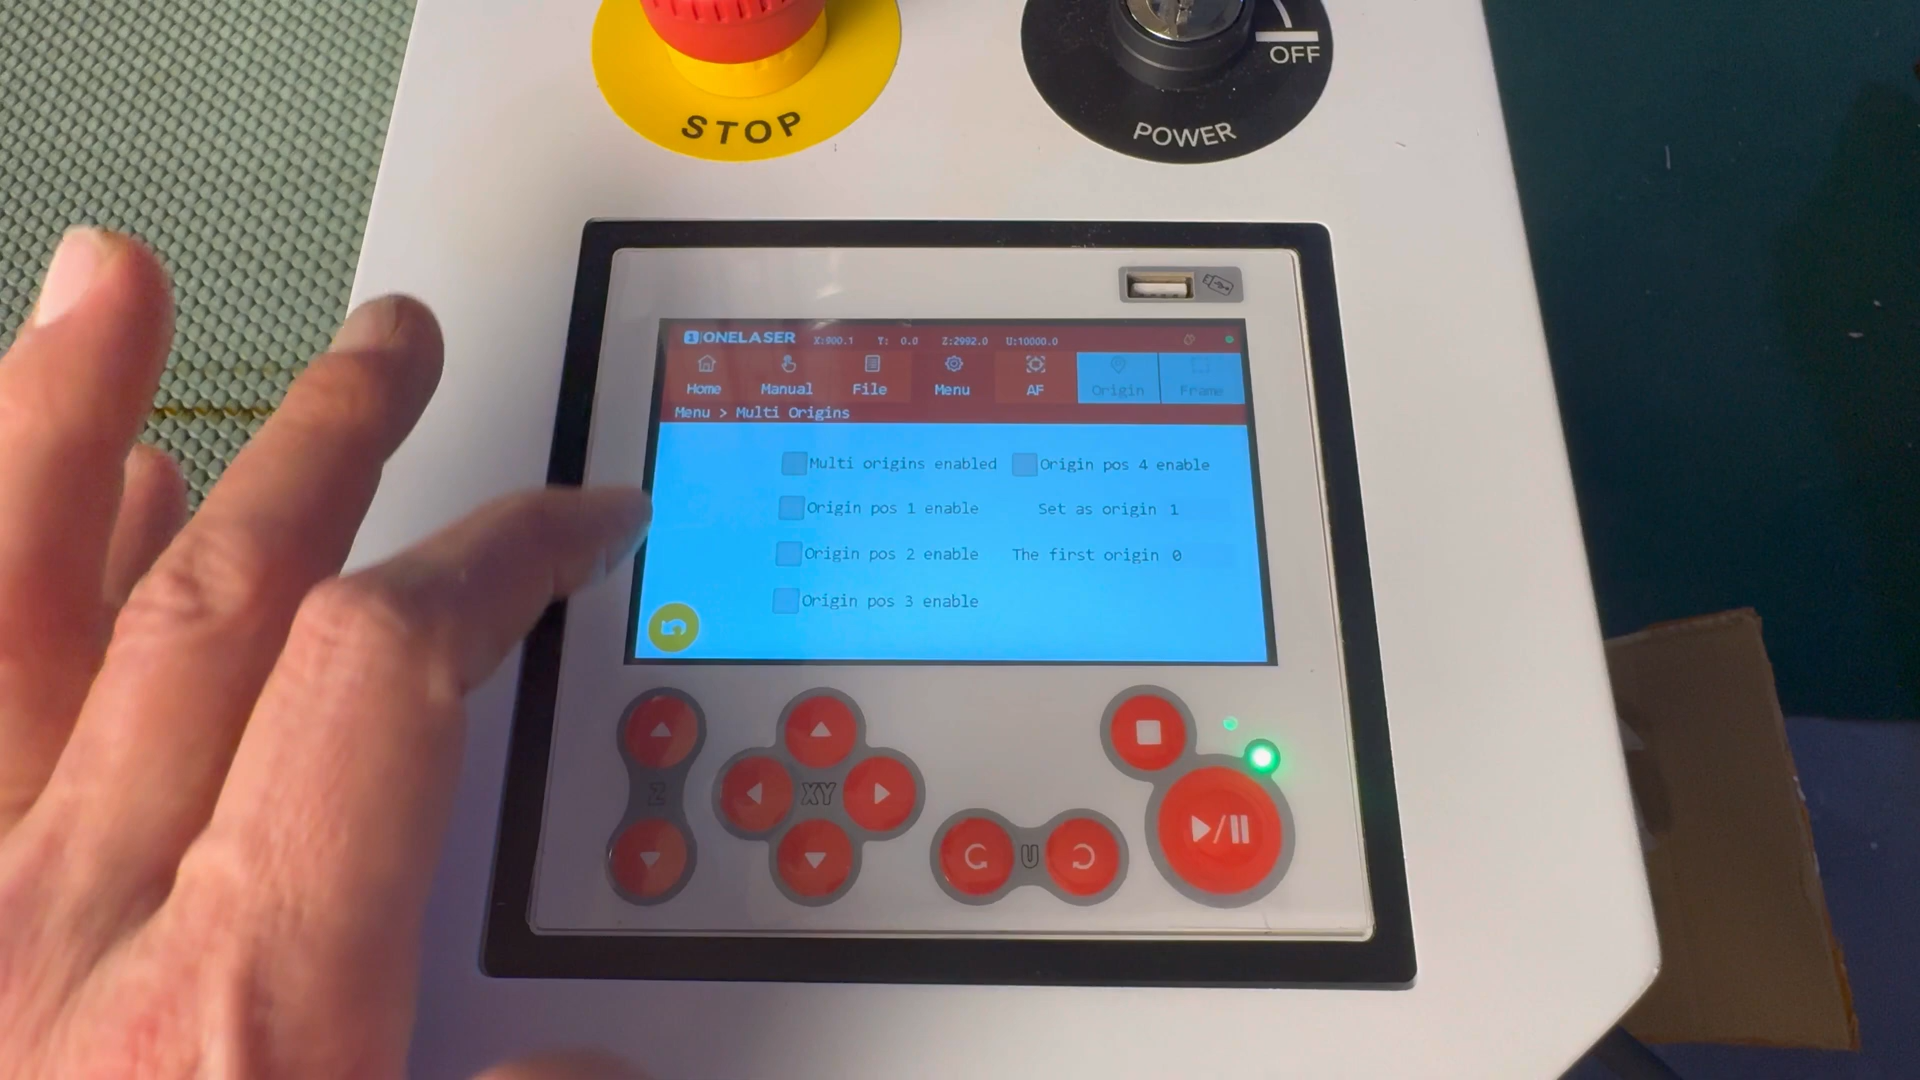 OFF
STOP
POWER
1 ONELASER X:900.1 Y: 0.0 Z:2992.0 U:10000.0
Home Manual File Menu AF Origin Frame
Menu > Multi Origins
Multi origins enabled Origin pos 4 enable
Origin pos 1 enable Set as origin 1
Origin pos 2 enable The first origin 0
Origin pos 3 enable
Z XY U